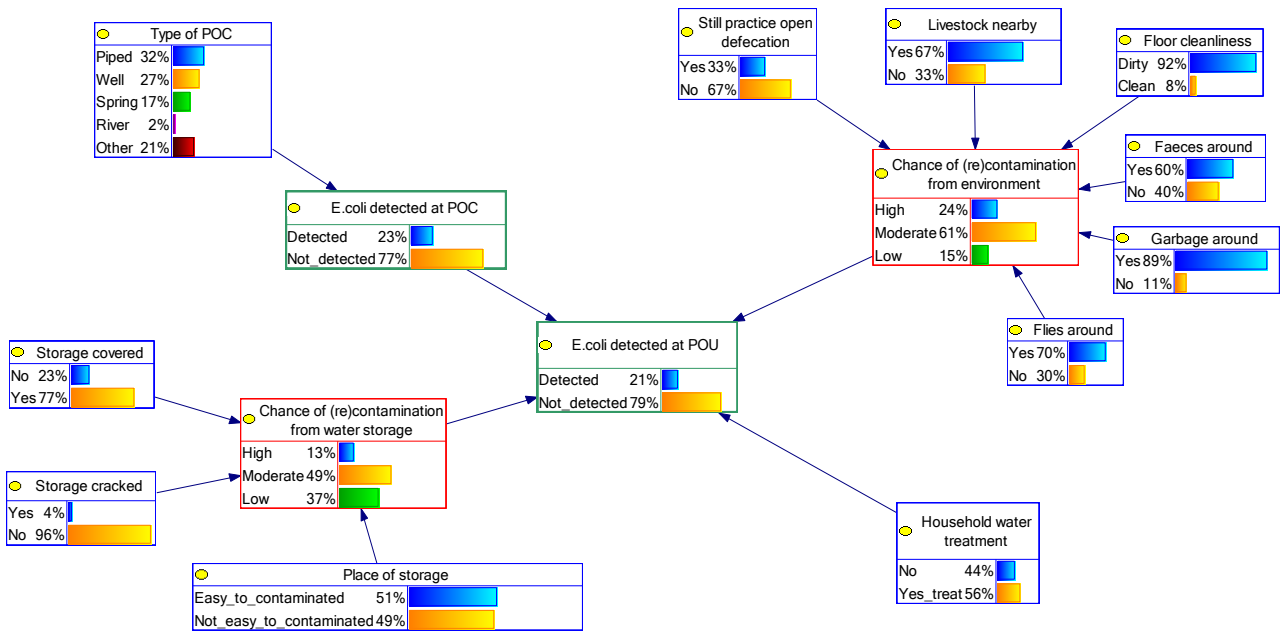 Type of POC
Piped 32%
Well 27%
Spring 17%
River 2%
Other 21%
Still practice open
defecation
Yes 33%
No 67%
Livestock nearby
Yes 67%
No 33%
Floor cleanliness
Dirty 92%
Clean 8%
Faeces around
Yes 60%
No 40%
Chance of (re)contamination
from environment
High 24%
Moderate 61%
Low 15%
Garbage around
Yes 89%
No 11%
E.coli detected at POC
Detected 23%
Not_detected 77%
Flies around
Yes 70%
No 30%
E.coli detected at POU
Detected 21%
Not_detected 79%
Storage covered
No 23%
Yes 77%
Chance of (re)contamination
from water storage
High 13%
Moderate 49%
Low 37%
Storage cracked
Yes 4%
No 96%
Household water
treatment
No 44%
Yes_treat 56%
Place of storage
Easy_to_contaminated 51%
Not_easy_to_contaminated 49%